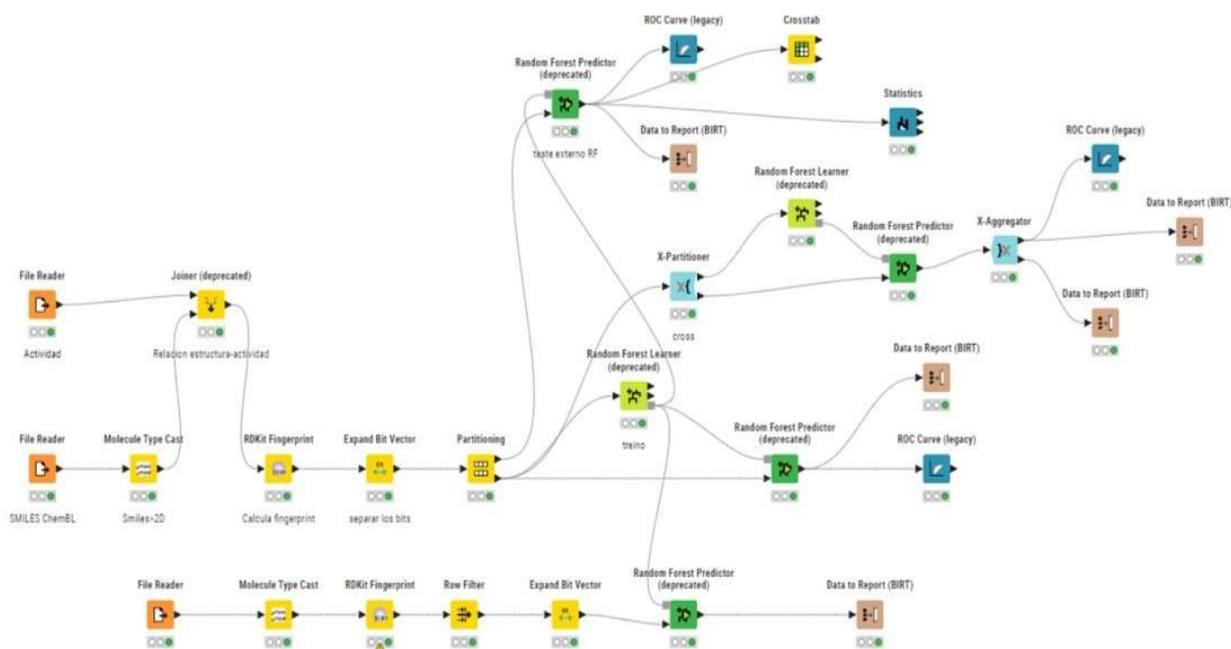 ROC Curve (legacy)
Crosstab
Random Forest Predictor
(deprecated)
Statistics
teste externo RF
Data to Report (BIRT)
ROC Curve (legacy)
Random Forest Learner
(deprecated)
Data to Report (BIRT)
Random Forest Predictor
(deprecated)
X-Aggregator
X-Partitioner
cross
Data to Report (BIRT)
File Reader
Joiner (deprecated)
Actividad
Relacion estructura-actividad
Random Forest Learner
(deprecated)
treino
Data to Report (BIRT)
Random Forest Predictor
(deprecated)
ROC Curve (legacy)
File Reader
Molecule Type Cast
RDKit Fingerprint
Expand Bit Vector
Partitioning
SMILES ChemBL
Smiles>2D
Calcula fingerprint
separar los bits
File Reader
Molecule Type Cast
RDKit Fingerprint
Row Filter
Expand Bit Vector
Random Forest Predictor
(deprecated)
Data to Report (BIRT)